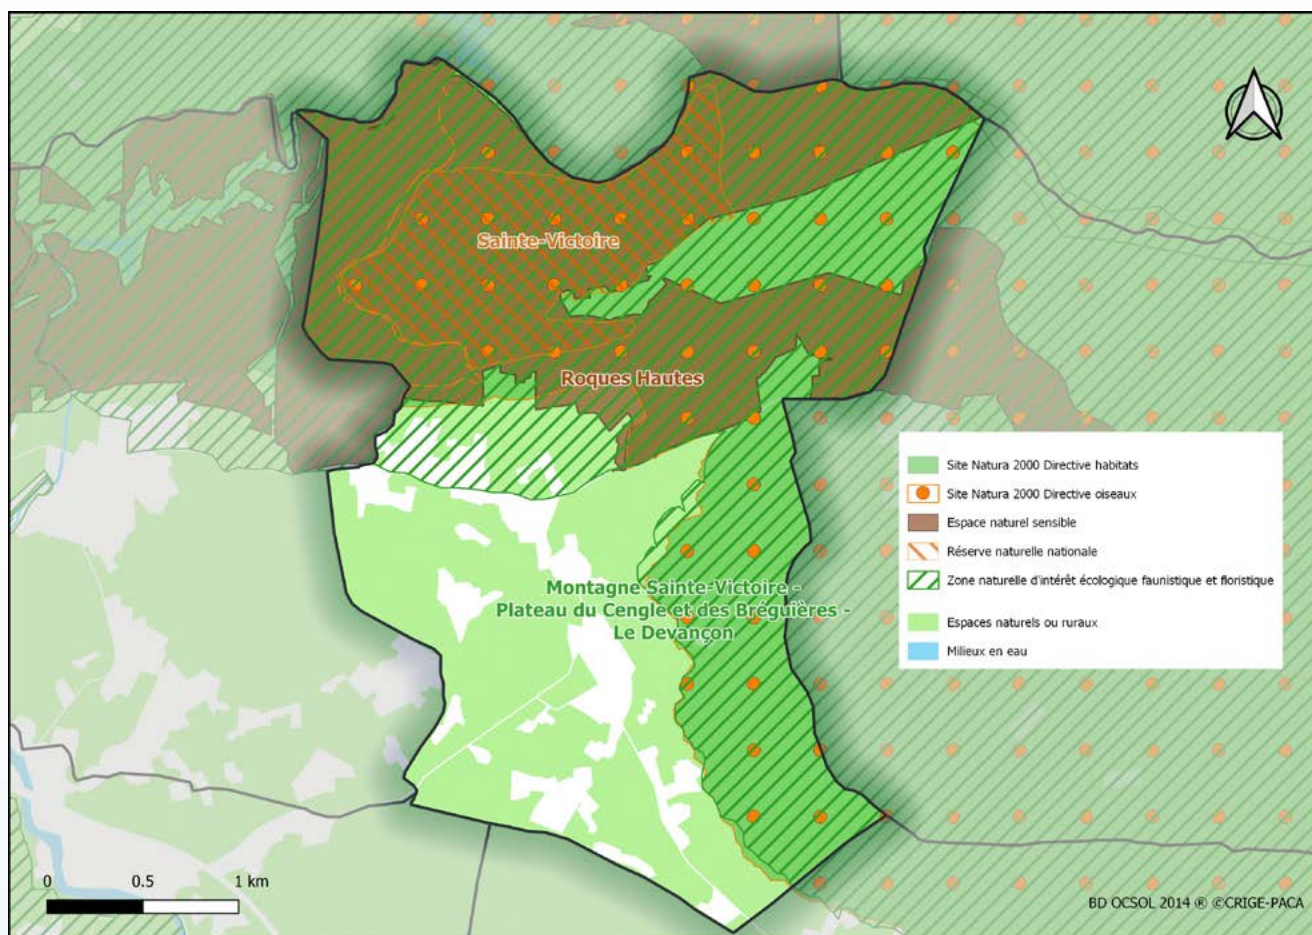 Sainte-Victoire
Roques Hautes
Montagne Sainte-Victoire -
Plateau du Cengle et des Bréguières -
Le Devançon
Site Natura 2000 Directive habitats
Site Natura 2000 Directive oiseaux
Espace naturel sensible
Réserve naturelle nationale
Zone naturelle d'intérêt écologique faunistique et floristique
Espaces naturels ou ruraux
Milieux en eau
0 0.5 1 km
BD OCSOL 2014 ® ©CRIGE-PACA